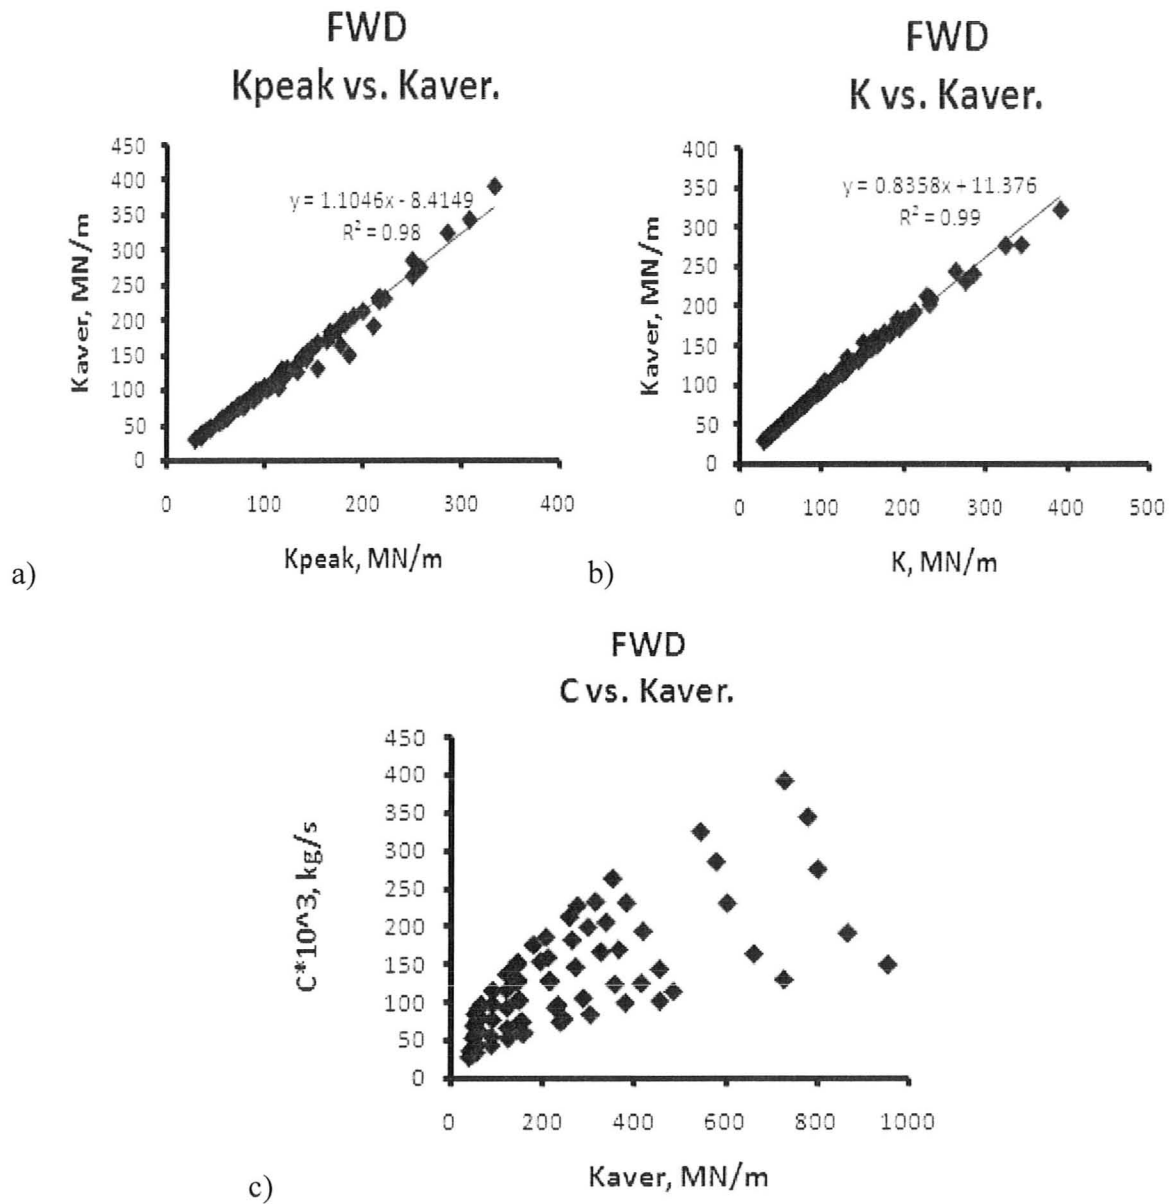 FWD
Kpeak vs. Kaver.
450
400
350
300
250
200
150
100
50
0
Kaver, MN/m
y = 1.1046x - 8.4149
R² = 0.98
0 100 200 300 400
Kpeak, MN/m
a)
FWD
K vs. Kaver.
400
350
300
250
200
150
100
50
0
Kaver, MN/m
y = 0.8358x + 11.376
R² = 0.99
0 100 200 300 400 500
K, MN/m
b)
FWD
C vs. Kaver.
450
400
350
300
250
200
150
100
50
0
C*10^3, kg/s
0 200 400 600 800 1000
Kaver, MN/m
c)